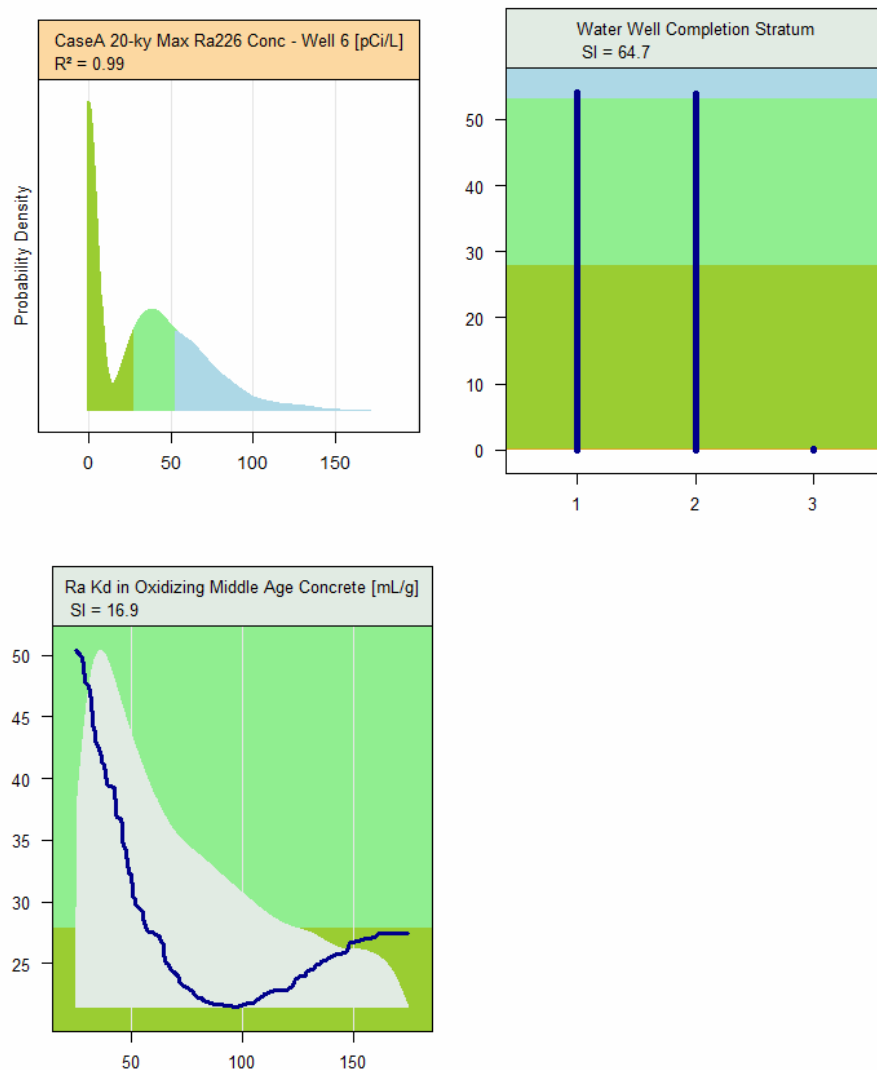 CaseA 20-ky Max Ra226 Conc - Well 6 [pCi/L]
R² = 0.99
Probability Density
0 50 100 150
Water Well Completion Stratum
SI = 64.7
50
40
30
20
10
0
1 2 3
Ra Kd in Oxidizing Middle Age Concrete [mL/g]
SI = 16.9
50
45
40
35
30
25
50 100 150